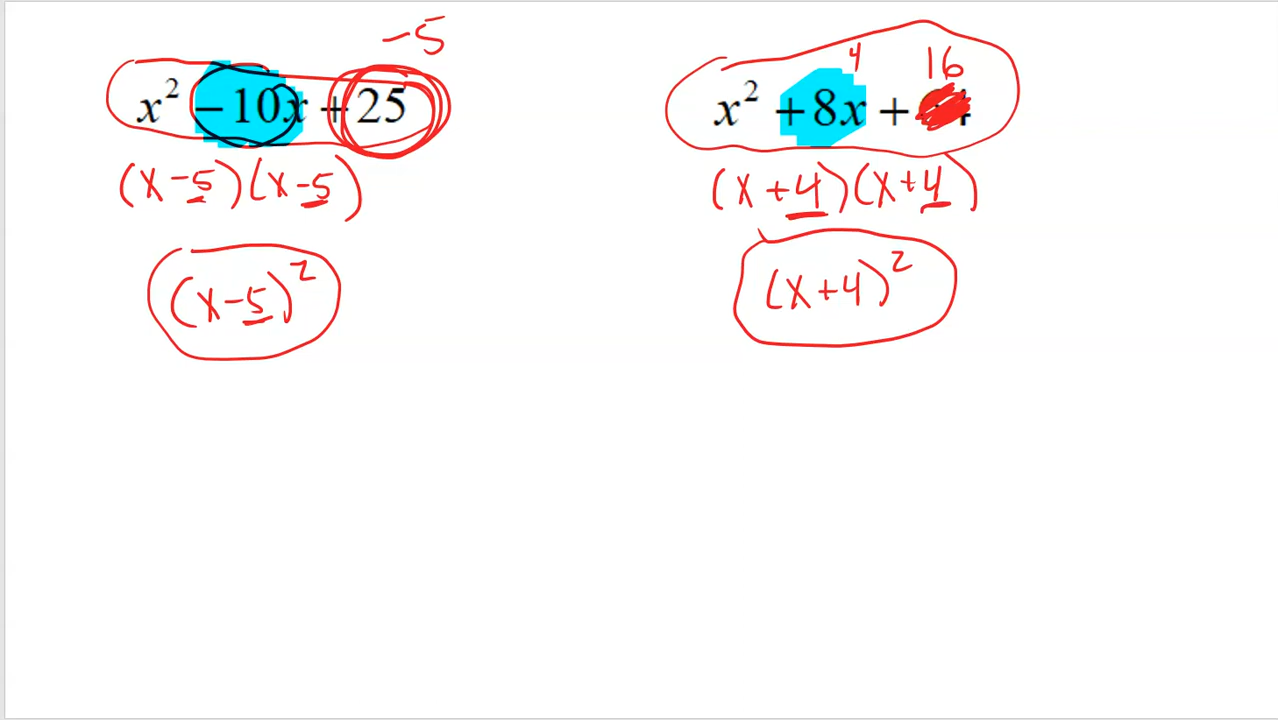 -5
x² - 10x + 25
(x - 5)(x - 5)
(x - 5)²
4 16
x² + 8x +
(x + 4)(x + 4)
(x + 4)²